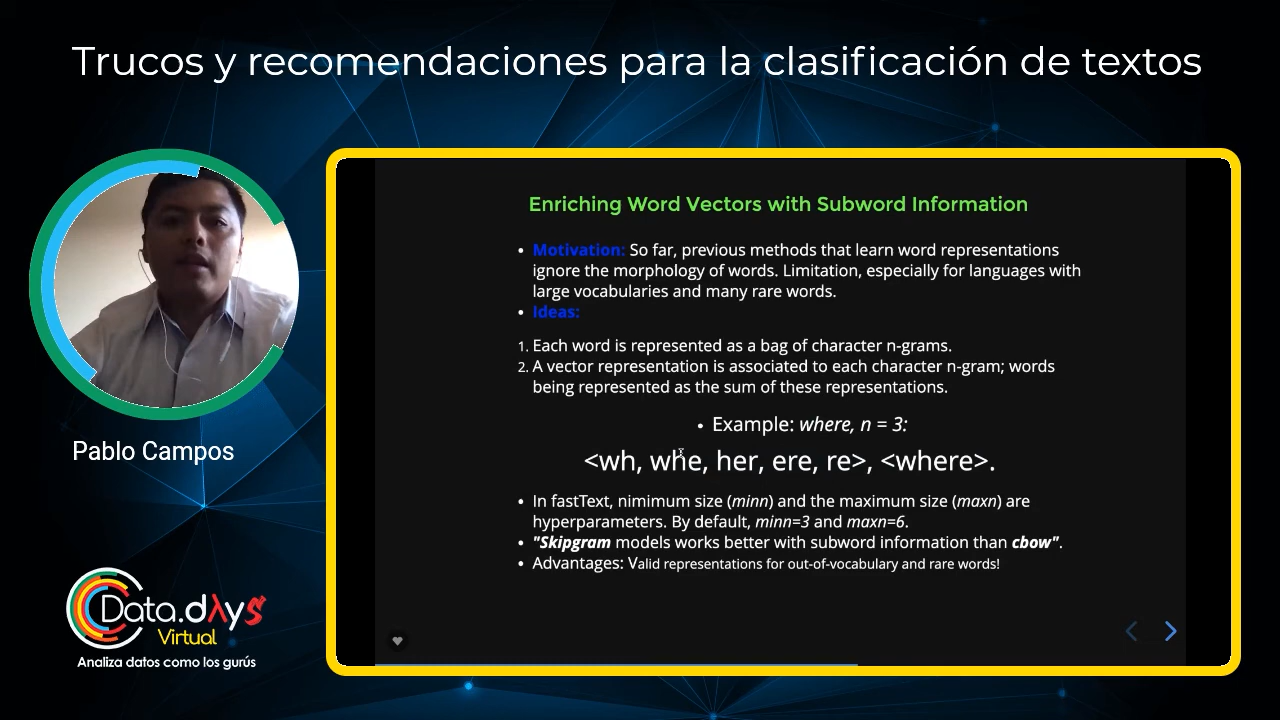 Trucos y recomendaciones para la clasificación de textos
Pablo Campos
Data.dλys
Virtual
Analiza datos como los gurús
Enriching Word Vectors with Subword Information
• Motivation: So far, previous methods that learn word representations
ignore the morphology of words. Limitation, especially for languages with
large vocabularies and many rare words.
• Ideas:
1. Each word is represented as a bag of character n-grams.
2. A vector representation is associated to each character n-gram; words
being represented as the sum of these representations.
• Example: where, n = 3:
<wh, whe, her, ere, re>, <where>.
• In fastText, nimimum size (minn) and the maximum size (maxn) are
hyperparameters. By default, minn=3 and maxn=6.
• "Skipgram models works better with subword information than cbow".
• Advantages: Valid representations for out-of-vocabulary and rare words!